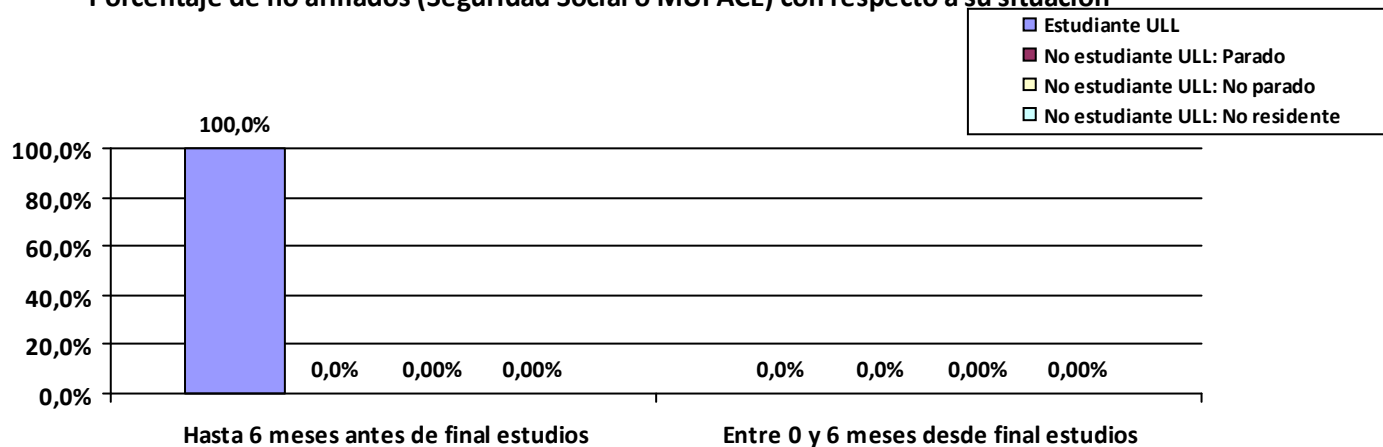 Porcentaje de no afiliados (Seguridad Social o MUFACE) con respecto a su situación
Estudiante ULL
No estudiante ULL: Parado
No estudiante ULL: No parado
No estudiante ULL: No residente
100,0%
100,0%
80,0%
60,0%
40,0%
20,0%
0,0%
0,0% 0,00% 0,00% 0,0% 0,0% 0,00% 0,00%
Hasta 6 meses antes de final estudios Entre 0 y 6 meses desde final estudios